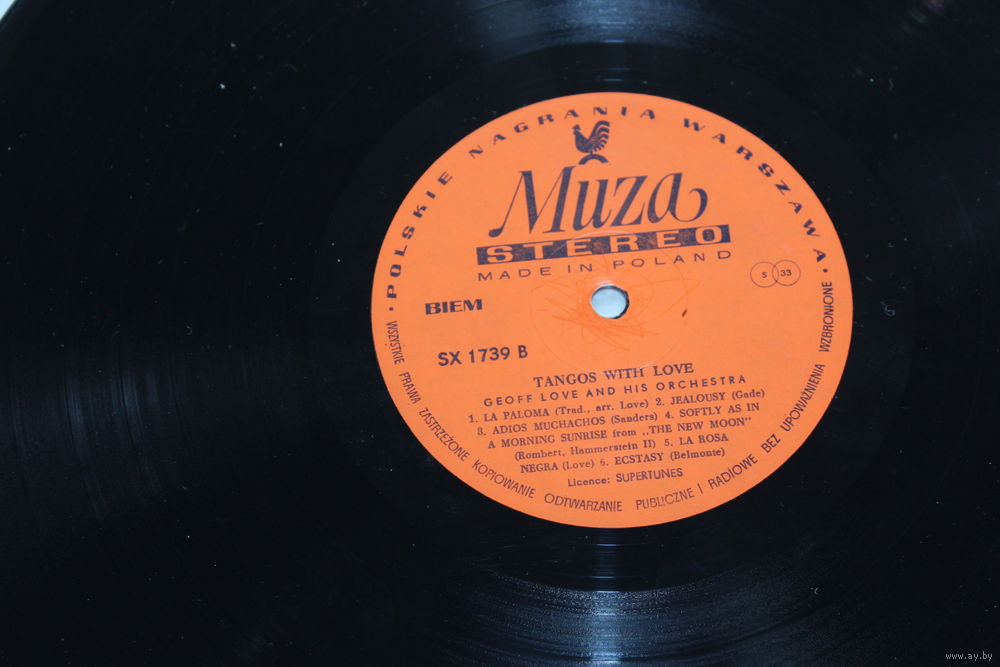 • POLSKIE NAGRANIA WARSZAWA •
Muza
STEREO
MADE IN POLAND
S 33
BIEM
SX 1739 B
TANGOS WITH LOVE
GEOFF LOVE AND HIS ORCHESTRA
1. LA PALOMA (Trad., arr. Love) 2. JEALOUSY (Gade)
3. ADIOS MUCHACHOS (Sanders) 4. SOFTLY AS IN
A MORNING SUNRISE from ,,THE NEW MOON"
(Rombert, Hammerstein II) 5. LA ROSA
NEGRA (Love) 6. ECSTASY (Belmonte)
Licence: SUPERTUNES
WSZYSTKIE PRAWA ZASTRZEŻONE KOPIOWANIE ODTWARZANIE PUBLICZNE I RADIOWE BEZ UPOWAŻNIENIA WZBRONIONE
www.ay.by